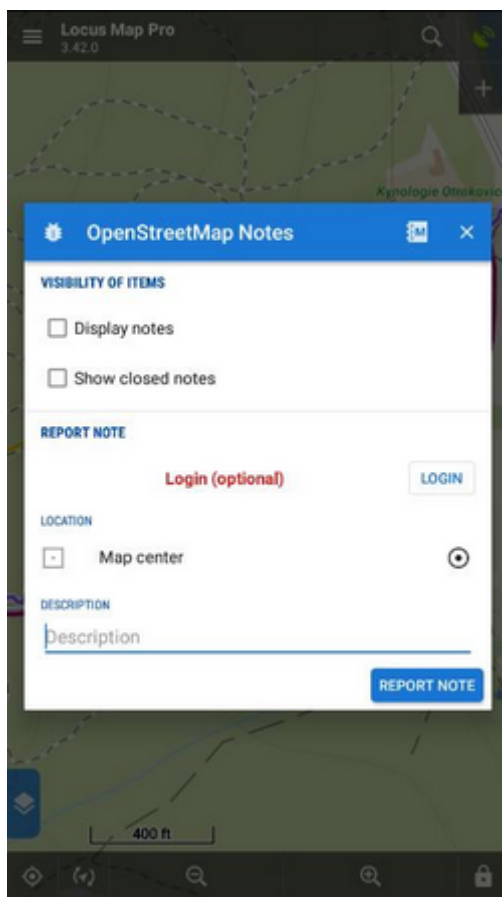 Locus Map Pro
3.42.0
Kynologie Otrokovice
OpenStreetMap Notes
VISIBILITY OF ITEMS
Display notes
Show closed notes
REPORT NOTE
Login (optional)
LOGIN
LOCATION
Map center
DESCRIPTION
Description
REPORT NOTE
400 ft